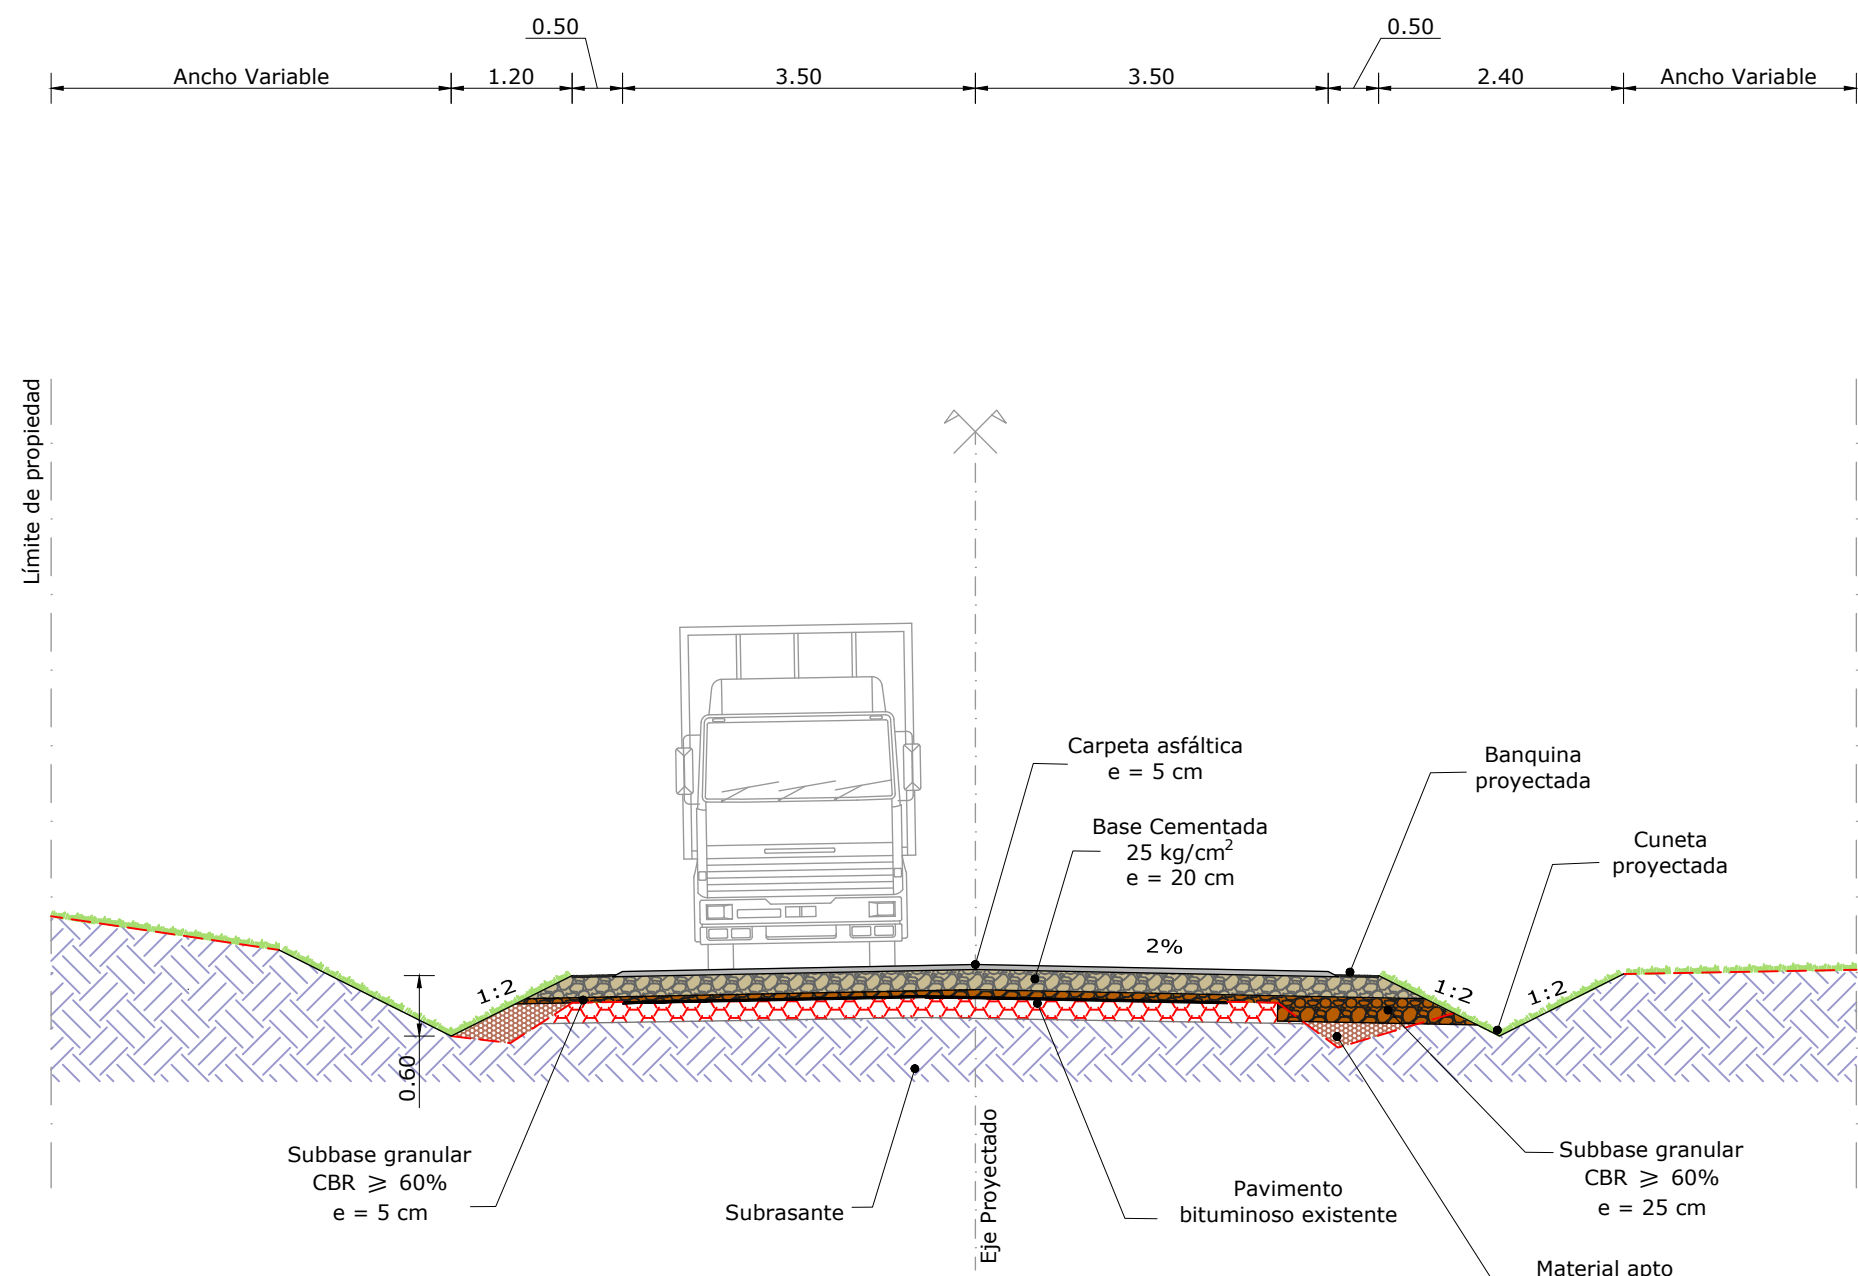 0.50
0.50
Ancho Variable
1.20
3.50
3.50
2.40
Ancho Variable
Límite de propiedad
Carpeta asfáltica
e = 5 cm
Banquina
proyectada
Base Cementada
25 kg/cm²
e = 20 cm
Cuneta
proyectada
2%
1:2
1:2
1:2
0.60
Subbase granular
CBR ⩾ 60%
e = 5 cm
Subrasante
Eje Proyectado
Pavimento
bituminoso existente
Subbase granular
CBR ⩾ 60%
e = 25 cm
Material apto